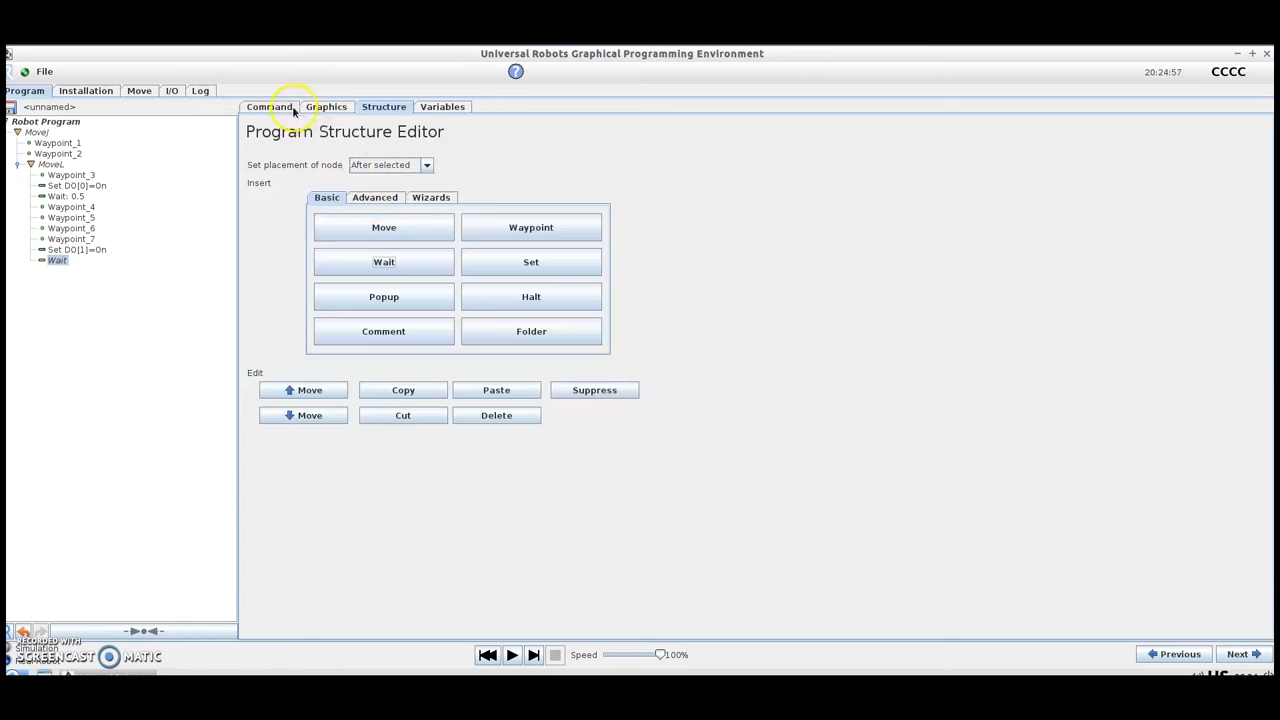 Universal Robots Graphical Programming Environment
File
20:24:57
CCCC
Program Installation Move I/O Log
<unnamed>
Command Graphics Structure Variables
Robot Program
MoveJ
Waypoint_1
Waypoint_2
MoveL
Waypoint_3
Set DO[0]=On
Wait: 0.5
Waypoint_4
Waypoint_5
Waypoint_6
Waypoint_7
Set DO[1]=On
Wait
Program Structure Editor
Set placement of node After selected
Insert
Basic Advanced Wizards
Move Waypoint
Wait Set
Popup Halt
Comment Folder
Edit
Move Copy Paste Suppress
Move Cut Delete
RECORDED WITH
SCREENCAST MATIC
Simulation
Speed 100%
Previous Next